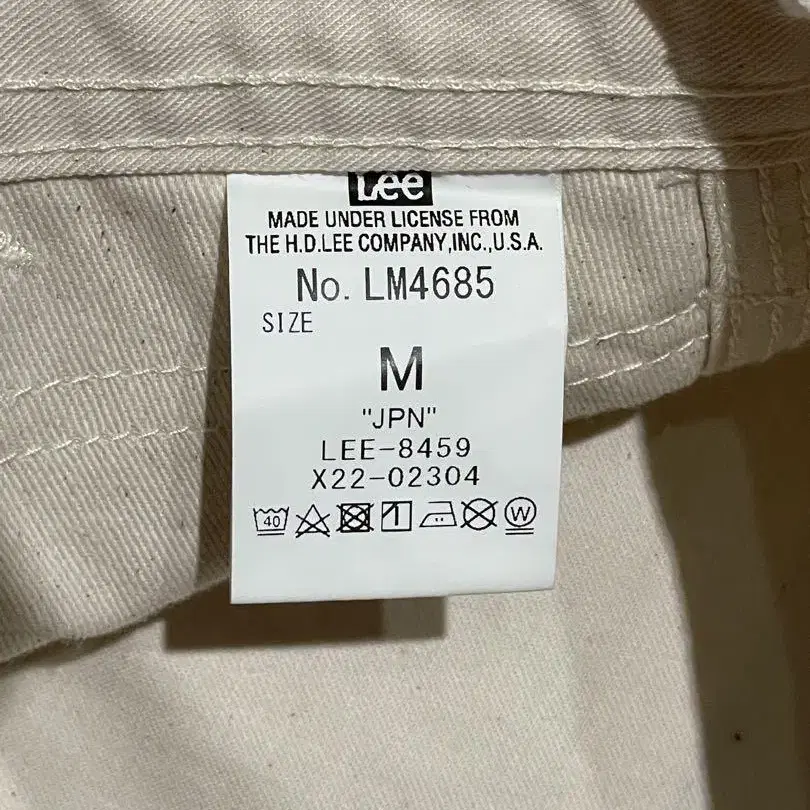 Lee
MADE UNDER LICENSE FROM
THE H.D.LEE COMPANY,INC.,U.S.A.
No. LM4685
SIZE
M
"JPN"
LEE-8459
X22-02304
40 W